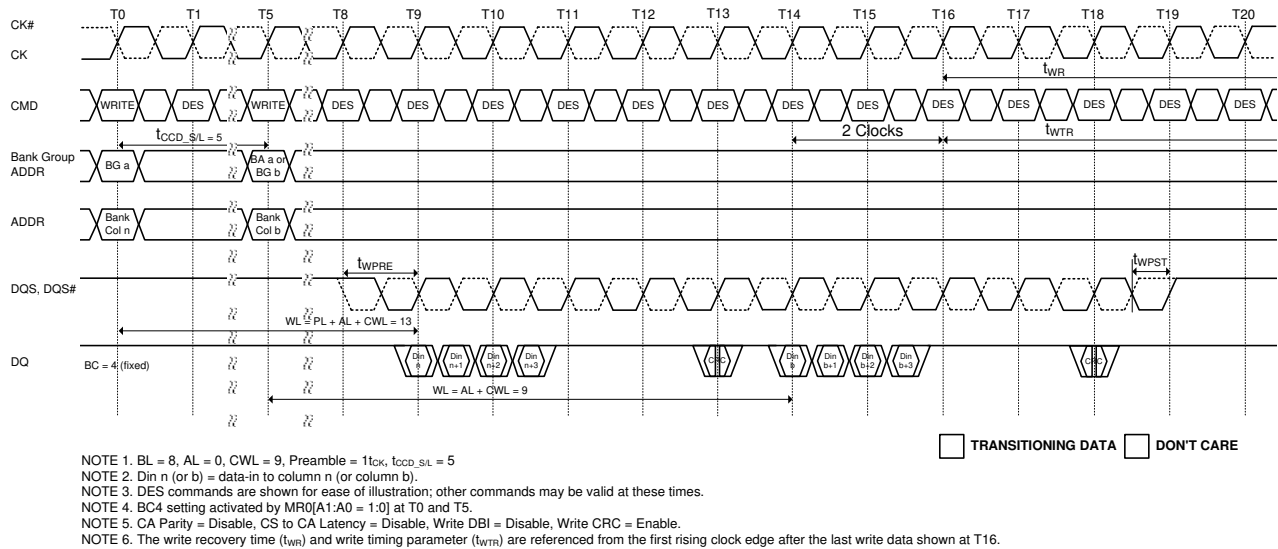 T0 T1 T5 T8 T9 T10 T11 T12 T13 T14 T15 T16 T17 T18 T19 T20
CK#
CK
tWR
CMD WRITE DES WRITE DES DES DES DES DES DES DES DES DES DES DES DES DES
tCCD_S/L = 5
2 Clocks
tWTR
Bank Group
ADDR
BG a
BA a or
BG b
ADDR
Bank
Col n
Bank
Col b
tWPRE
tWPST
DQS, DQS#
WL = PL + AL + CWL = 13
DQ
BC = 4 (fixed)
Din
n
Din
n+1
Din
n+2
Din
n+3
CRC
Din
b
Din
b+1
Din
b+2
Din
b+3
CRC
WL = AL + CWL = 9
TRANSITIONING DATA DON'T CARE
NOTE 1. BL = 8, AL = 0, CWL = 9, Preamble = 1tCK, tCCD_S/L = 5
NOTE 2. Din n (or b) = data-in to column n (or column b).
NOTE 3. DES commands are shown for ease of illustration; other commands may be valid at these times.
NOTE 4. BC4 setting activated by MR0[A1:A0 = 1:0] at T0 and T5.
NOTE 5. CA Parity = Disable, CS to CA Latency = Disable, Write DBI = Disable, Write CRC = Enable.
NOTE 6. The write recovery time (tWR) and write timing parameter (tWTR) are referenced from the first rising clock edge after the last write data shown at T16.